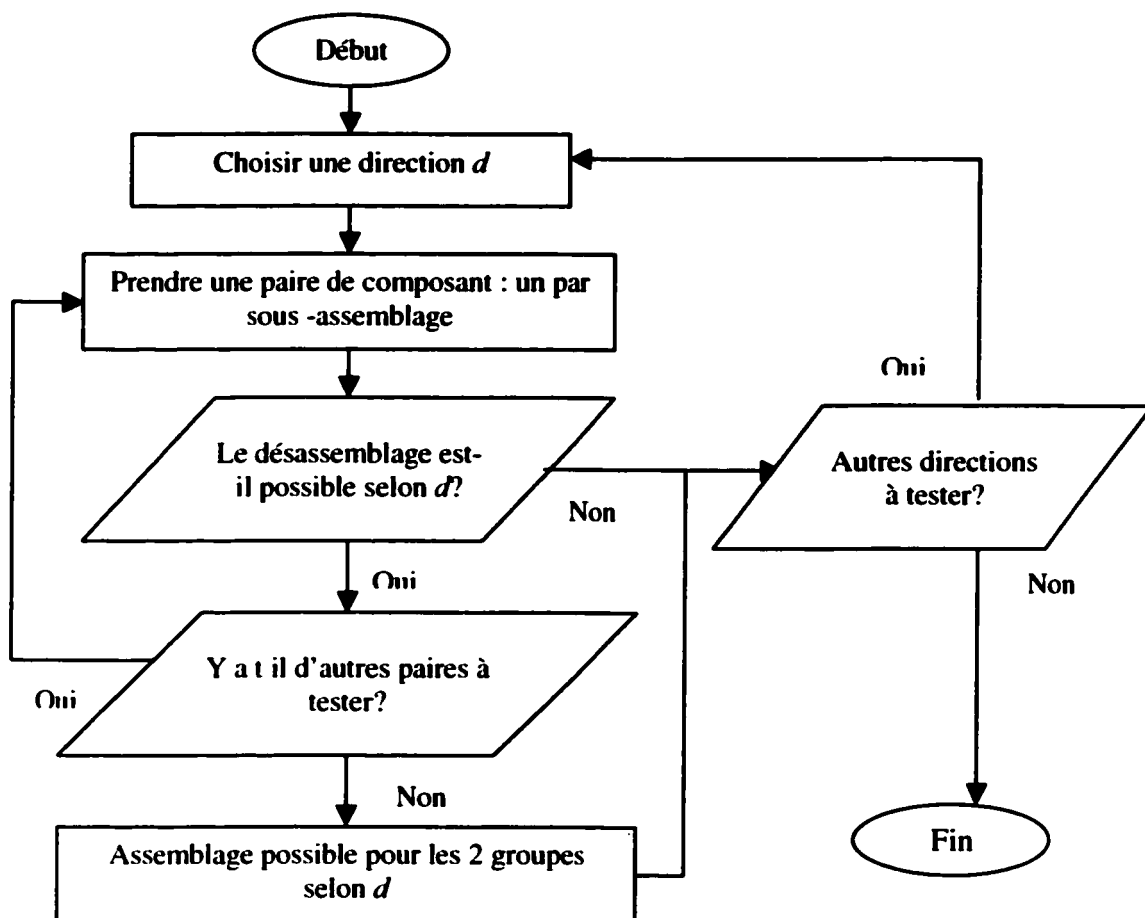 Début
Choisir une direction d
Prendre une paire de composant : un par
sous -assemblage
Le désassemblage est-
il possible selon d?
Non
Oui
Y a t il d'autres paires à
tester?
Oui
Non
Assemblage possible pour les 2 groupes
selon d
Oui
Autres directions
à tester?
Non
Fin